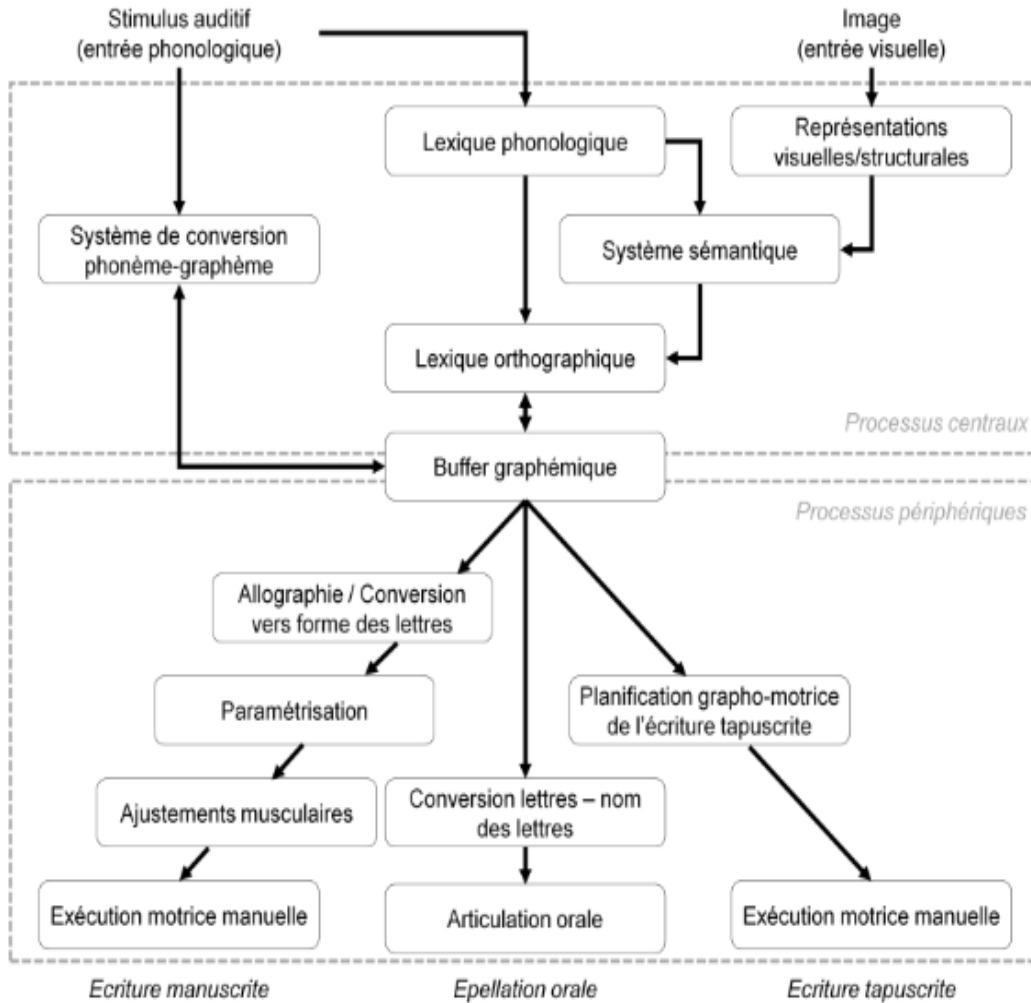 Stimulus auditif
(entrée phonologique)
Image
(entrée visuelle)
Lexique phonologique
Représentations
visuelles/structurales
Système de conversion
phonème-graphème
Système sémantique
Lexique orthographique
Processus centraux
Buffer graphémique
Processus périphériques
Allographie / Conversion
vers forme des lettres
Paramétrisation
Planification grapho-motrice
de l'écriture tapuscrite
Ajustements musculaires
Conversion lettres – nom
des lettres
Exécution motrice manuelle
Articulation orale
Exécution motrice manuelle
Ecriture manuscrite
Epellation orale
Ecriture tapuscrite